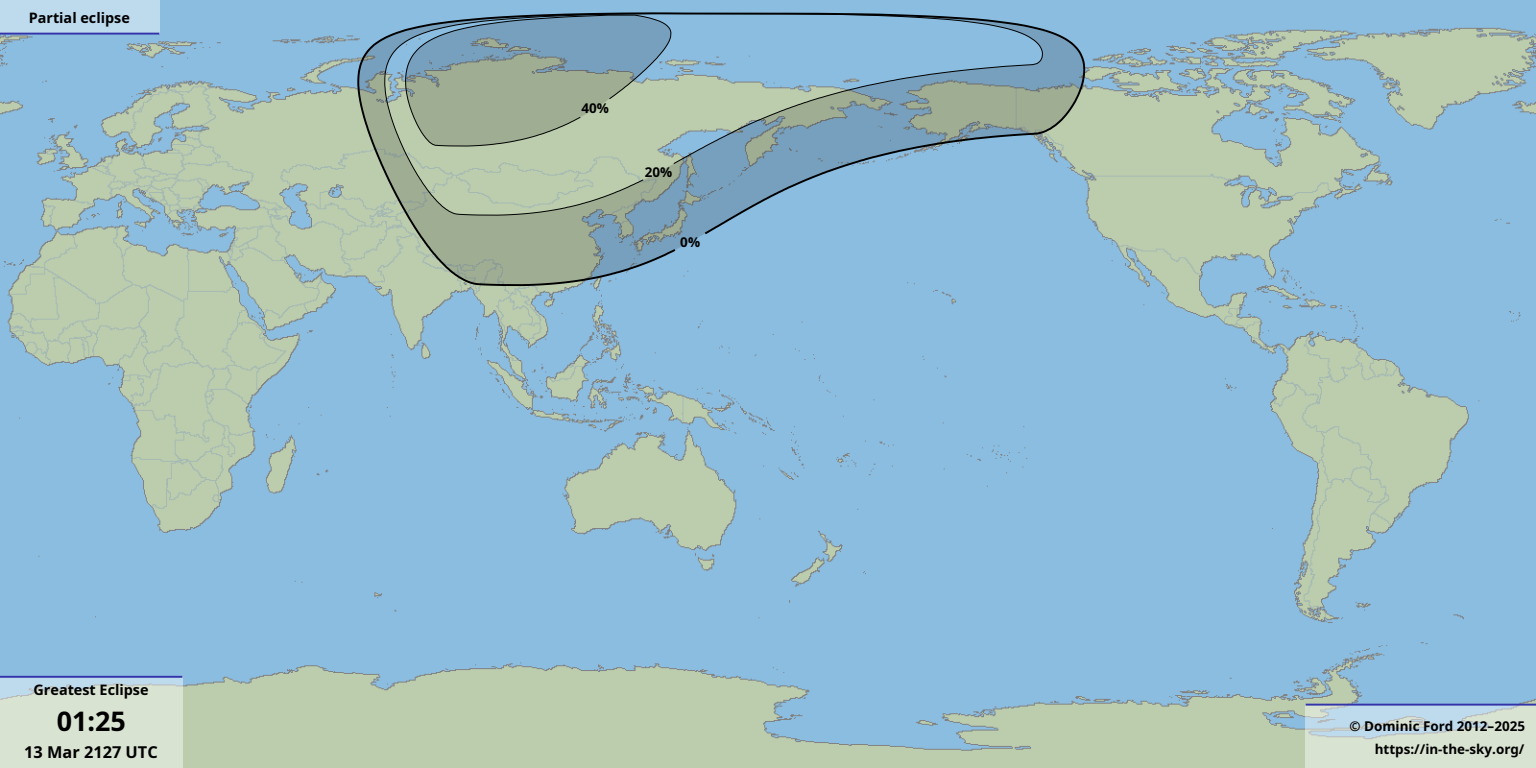 Partial eclipse
40%
20%
0%
Greatest Eclipse
01:25
13 Mar 2127 UTC
© Dominic Ford 2012–2025
https://in-the-sky.org/